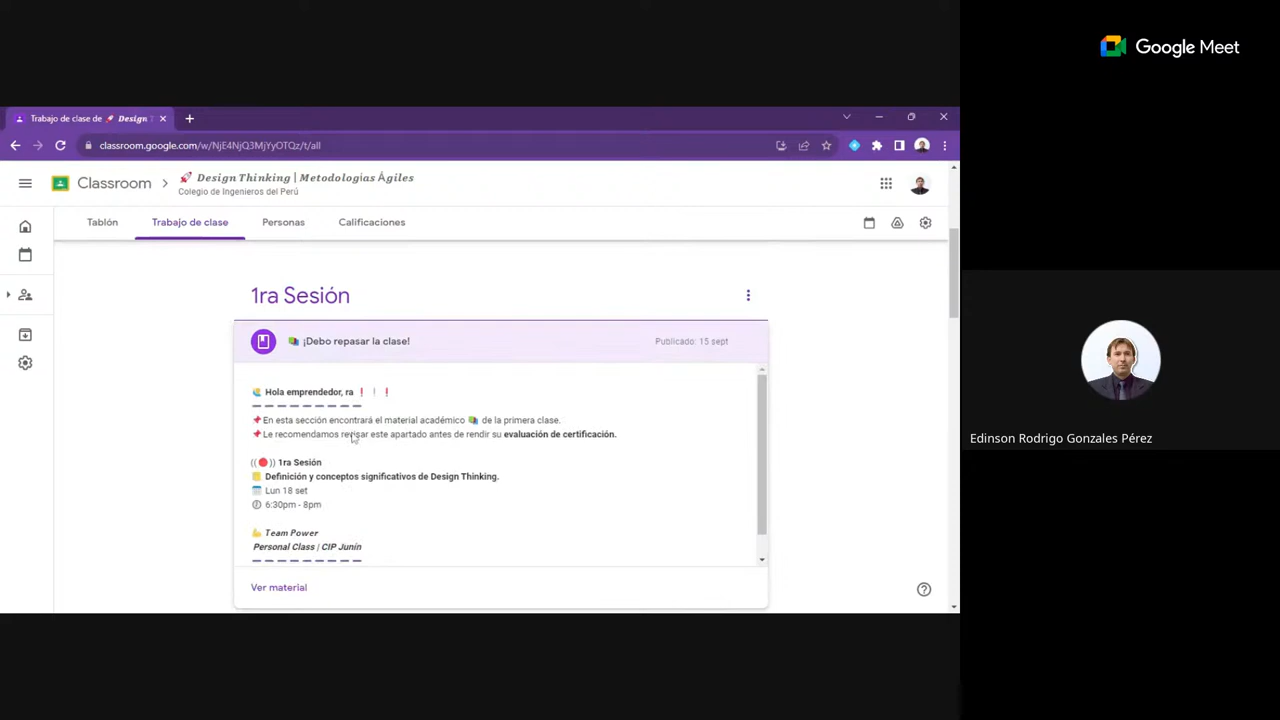 Google Meet
Trabajo de clase de 🚀 Design
classroom.google.com/w/NjE4NjQ3MjYyOTQz/t/all
Classroom
🚀 Design Thinking | Metodologías Ágiles
Colegio de Ingenieros del Perú
Tablón
Trabajo de clase
Personas
Calificaciones
1ra Sesión
📚 ¡Debo repasar la clase!
Publicado: 15 sept
🙋 Hola emprendedor, ra ❗❕❗
— — — — — — — — —
📌En esta sección encontrará el material académico 📚 de la primera clase.
📌Le recomendamos revisar este apartado antes de rendir su evaluación de certificación.
((🔴)) 1ra Sesión
📒 Definición y conceptos significativos de Design Thinking.
🗓 Lun 18 set
🕗 6:30pm - 8pm
💪 Team Power
Personal Class | CIP Junín
— — — — — — — — —
Ver material
Edinson Rodrigo Gonzales Pérez